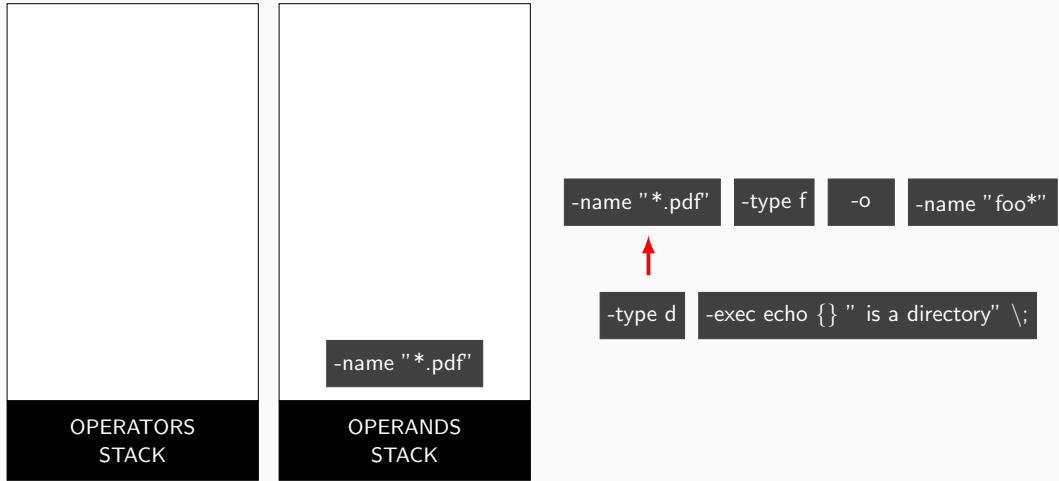 -name "*.pdf"
-type f
-o
-name "foo*"
-type d
-exec echo {} " is a directory" \;
-name "*.pdf"
OPERATORS
STACK
OPERANDS
STACK